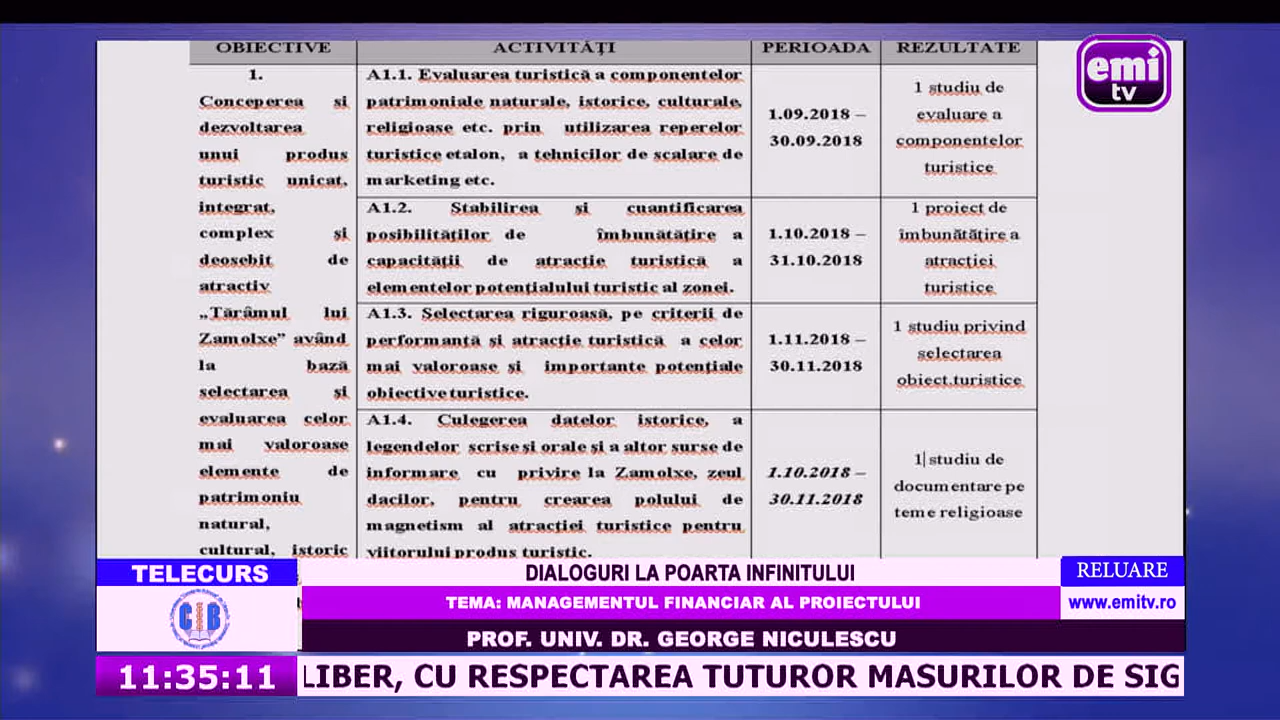 OBIECTIVE
ACTIVITĂȚI
PERIOADA
REZULTATE
emi
tv
1.
Conceperea si
dezvoltarea
unui produs
turistic unicat,
integrat,
complex și
deosebit de
atractiv
„Tărâmul lui
Zamolxe” având
la bază
selectarea și
evaluarea celor
mai valoroase
elemente de
patrimoniu
natural,
cultural, istoric
A1.1. Evaluarea turistică a componentelor
patrimoniale naturale, istorice, culturale,
religioase etc. prin utilizarea reperelor
turistice etalon, a tehnicilor de scalare de
marketing etc.
1.09.2018 –
30.09.2018
1 studiu de
evaluare a
componentelor
turistice
A1.2. Stabilirea și cuantificarea
posibilităților de îmbunătățire a
capacității de atracție turistică a
elementelor potențialului turistic al zonei.
1.10.2018 –
31.10.2018
1 proiect de
îmbunătățire a
atracției
turistice
A1.3. Selectarea riguroasă, pe criterii de
performanță și atracție turistică a celor
mai valoroase și importante potențiale
obiective turistice.
1.11.2018 –
30.11.2018
1 studiu privind
selectarea
obiect.turistice
A1.4. Culegerea datelor istorice, a
legendelor scrise și orale și a altor surse de
informare cu privire la Zamolxe, zeul
dacilor, pentru crearea polului de
magnetism al atracției turistice pentru
viitorului produs turistic.
1.10.2018 –
30.11.2018
1 studiu de
documentare pe
teme religioase
TELECURS
DIALOGURI LA POARTA INFINITULUI
RELUARE
CIB
TEMA: MANAGEMENTUL FINANCIAR AL PROIECTULUI
www.emitv.ro
PROF. UNIV. DR. GEORGE NICULESCU
11:35:11
LIBER, CU RESPECTAREA TUTUROR MASURILOR DE SIG